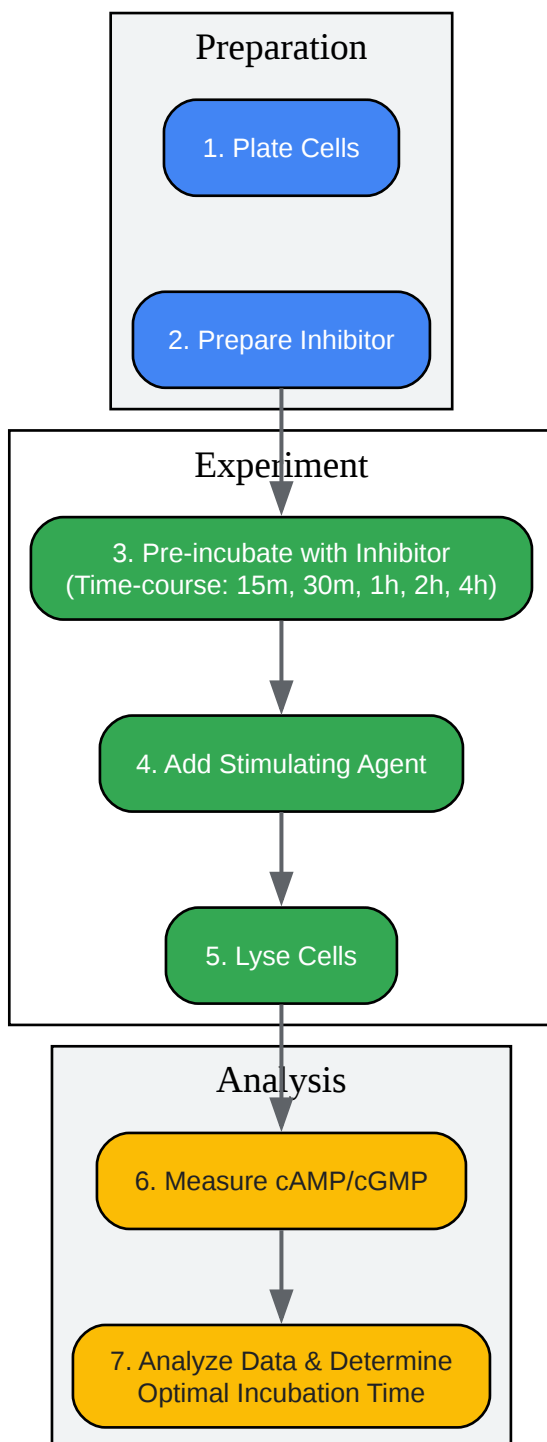 Preparation
1. Plate Cells
2. Prepare Inhibitor
Experiment
3. Pre-incubate with Inhibitor
(Time-course: 15m, 30m, 1h, 2h, 4h)
4. Add Stimulating Agent
5. Lyse Cells
Analysis
6. Measure cAMP/cGMP
7. Analyze Data & Determine
Optimal Incubation Time